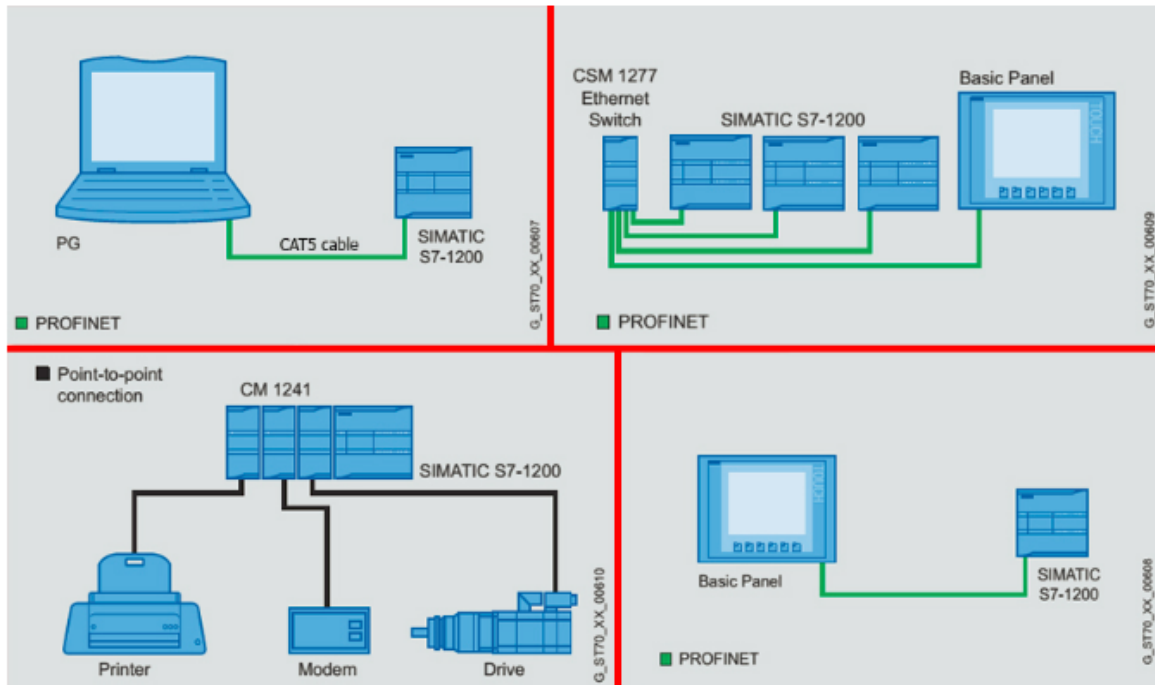 PG
CAT5 cable
SIMATIC
S7-1200
PROFINET
G_ST70_XX_00607
CSM 1277
Ethernet
Switch
SIMATIC S7-1200
Basic Panel
TOUCH
PROFINET
G_ST70_XX_00609
Point-to-point
connection
CM 1241
SIMATIC S7-1200
Printer
Modem
Drive
G_ST70_XX_00610
TOUCH
Basic Panel
SIMATIC
S7-1200
PROFINET
G_ST70_XX_00608